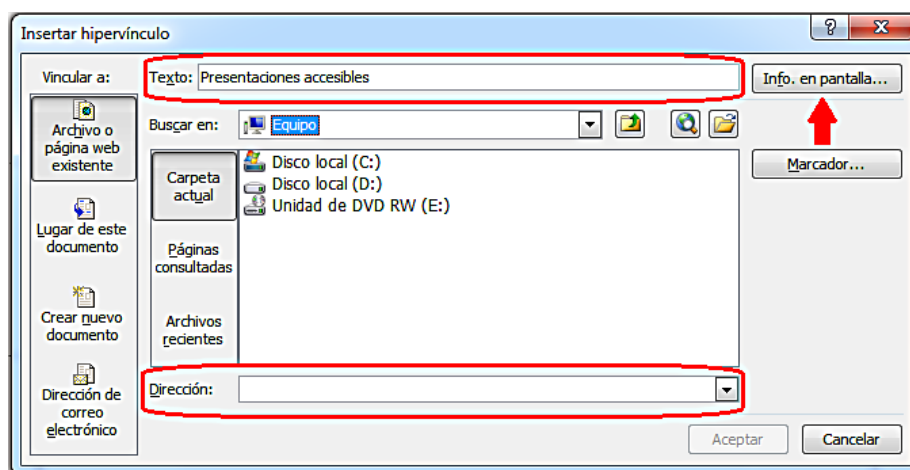 Insertar hipervínculo
Vincular a:
Texto: Presentaciones accesibles
Info. en pantalla...
Archivo o
página web
existente
Buscar en:
Equipo
Marcador...
Carpeta
actual
Disco local (C:)
Disco local (D:)
Unidad de DVD RW (E:)
Lugar de este
documento
Páginas
consultadas
Crear nuevo
documento
Archivos
recientes
Dirección de
correo
electrónico
Dirección:
Aceptar
Cancelar